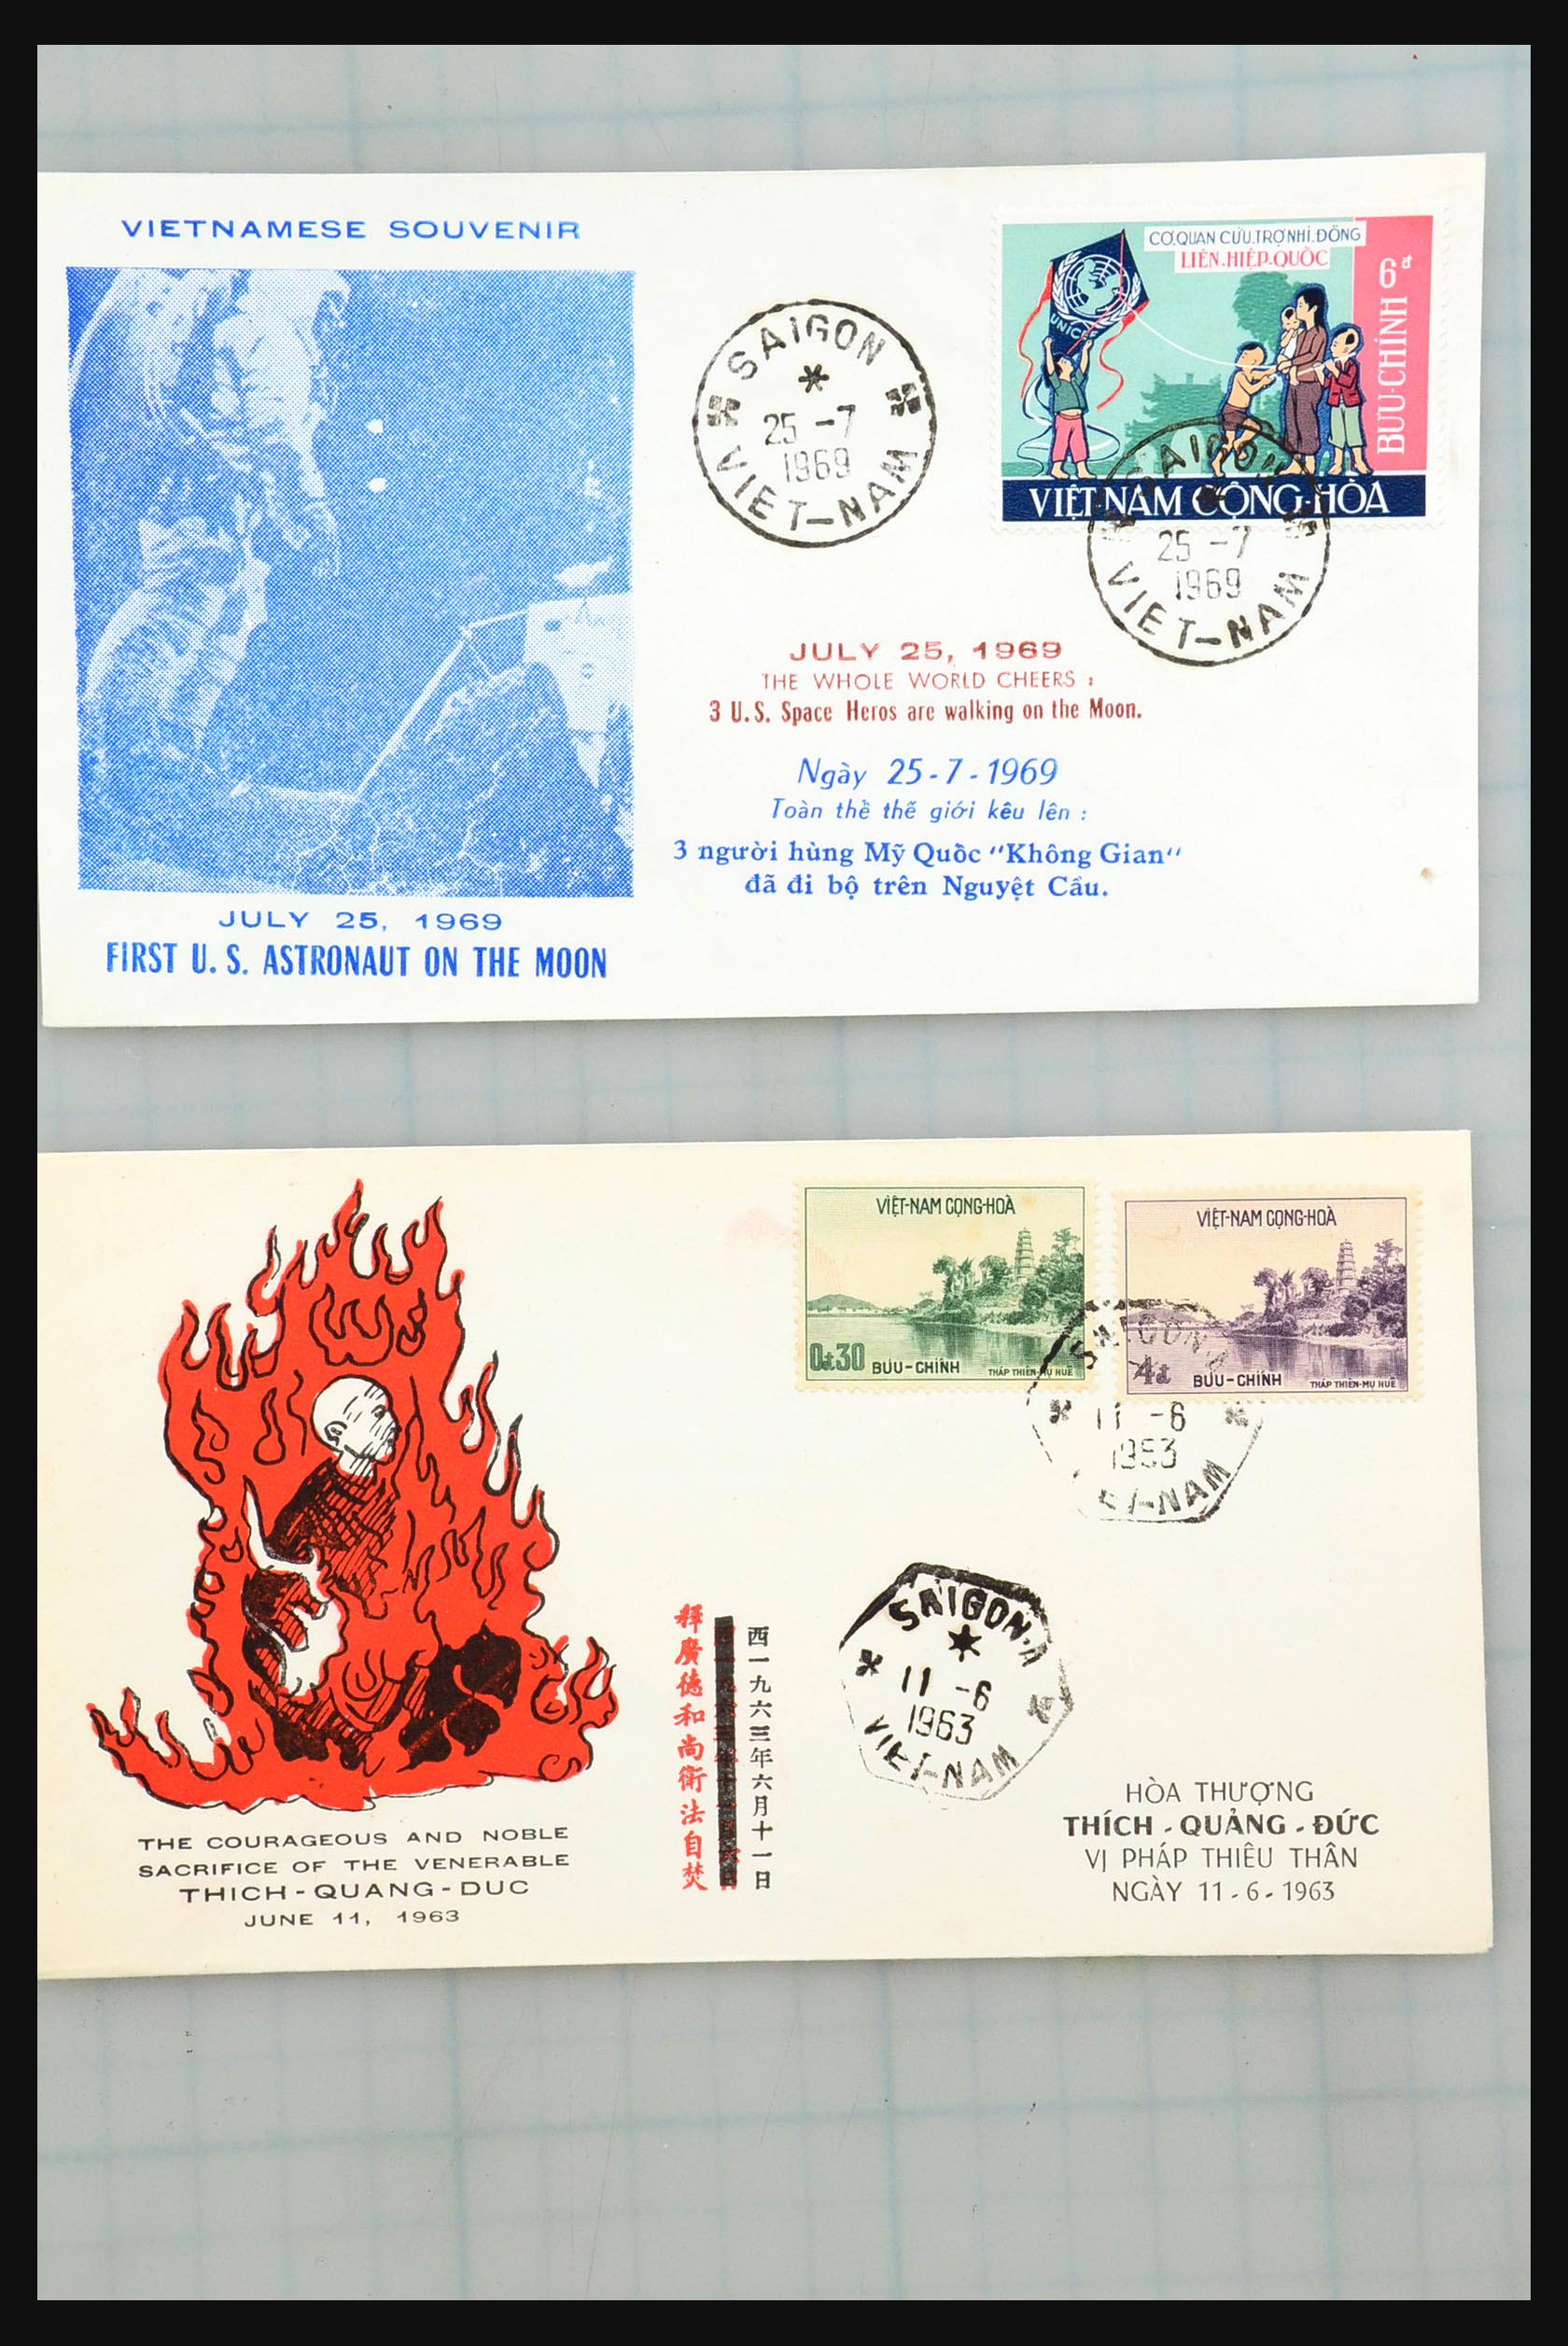 VIETNAMESE SOUVENIR
JULY 25, 1969
FIRST U. S. ASTRONAUT ON THE MOON
SAIGON
25 -7
1969
VIET-NAM
CƠ.QUAN CỨU.TRỢ NHI.ĐỒNG
LIÊN.HIỆP.QUỐC
6đ
BƯU-CHÍNH
UNICEF
VIỆT-NAM CỘNG-HÒA
SAIGON
25 -7
1969
VIET-NAM
JULY 25, 1969
THE WHOLE WORLD CHEERS :
3 U.S. Space Heros are walking on the Moon.
Ngày 25-7-1969
Toàn thể thế giới kêu lên :
3 người hùng Mỹ Quốc “Không Gian“
đã đi bộ trên Nguyệt Cầu.
THE COURAGEOUS AND NOBLE
SACRIFICE OF THE VENERABLE
THICH-QUANG-DUC
JUNE 11, 1963
西一九六三年六月十一日
釋廣德和尚衛法自焚
VIỆT-NAM CỘNG-HOÀ
0đ30 BƯU-CHÍNH THÁP THIÊN-MỤ HUẾ
VIỆT-NAM CỘNG-HOÀ
4đ BƯU-CHÍNH THÁP THIÊN-MỤ HUẾ
SAIGON-A
11 -6
1963
VIET-NAM
SAIGON-A
11 -6
1963
VIET-NAM
HÒA THƯỢNG
THÍCH - QUẢNG - ĐỨC
VỊ PHÁP THIÊU THÂN
NGÀY 11-6-1963